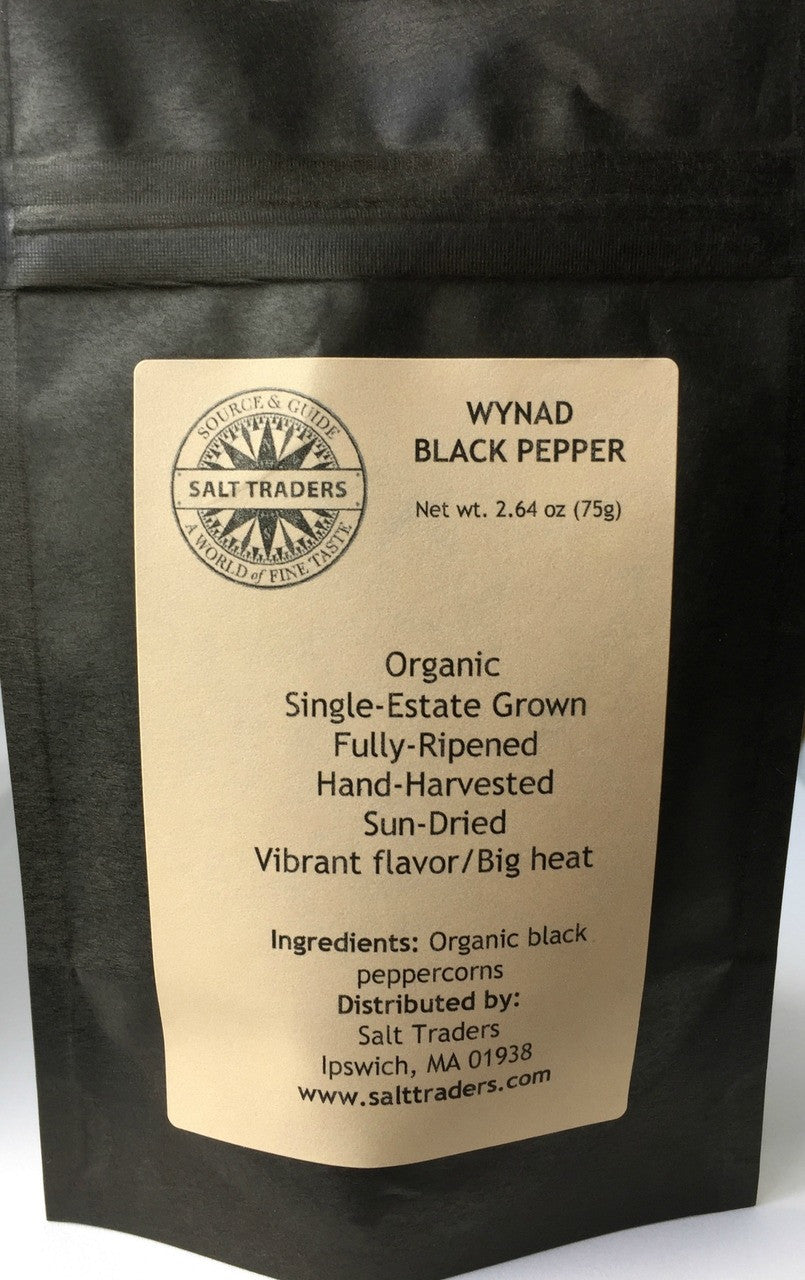 SOURCE & GUIDE
SALT TRADERS
A WORLD of FINE TASTE
WYNAD
BLACK PEPPER
Net wt. 2.64 oz (75g)
Organic
Single-Estate Grown
Fully-Ripened
Hand-Harvested
Sun-Dried
Vibrant flavor/Big heat
Ingredients: Organic black
peppercorns
Distributed by:
Salt Traders
Ipswich, MA 01938
www.salttraders.com